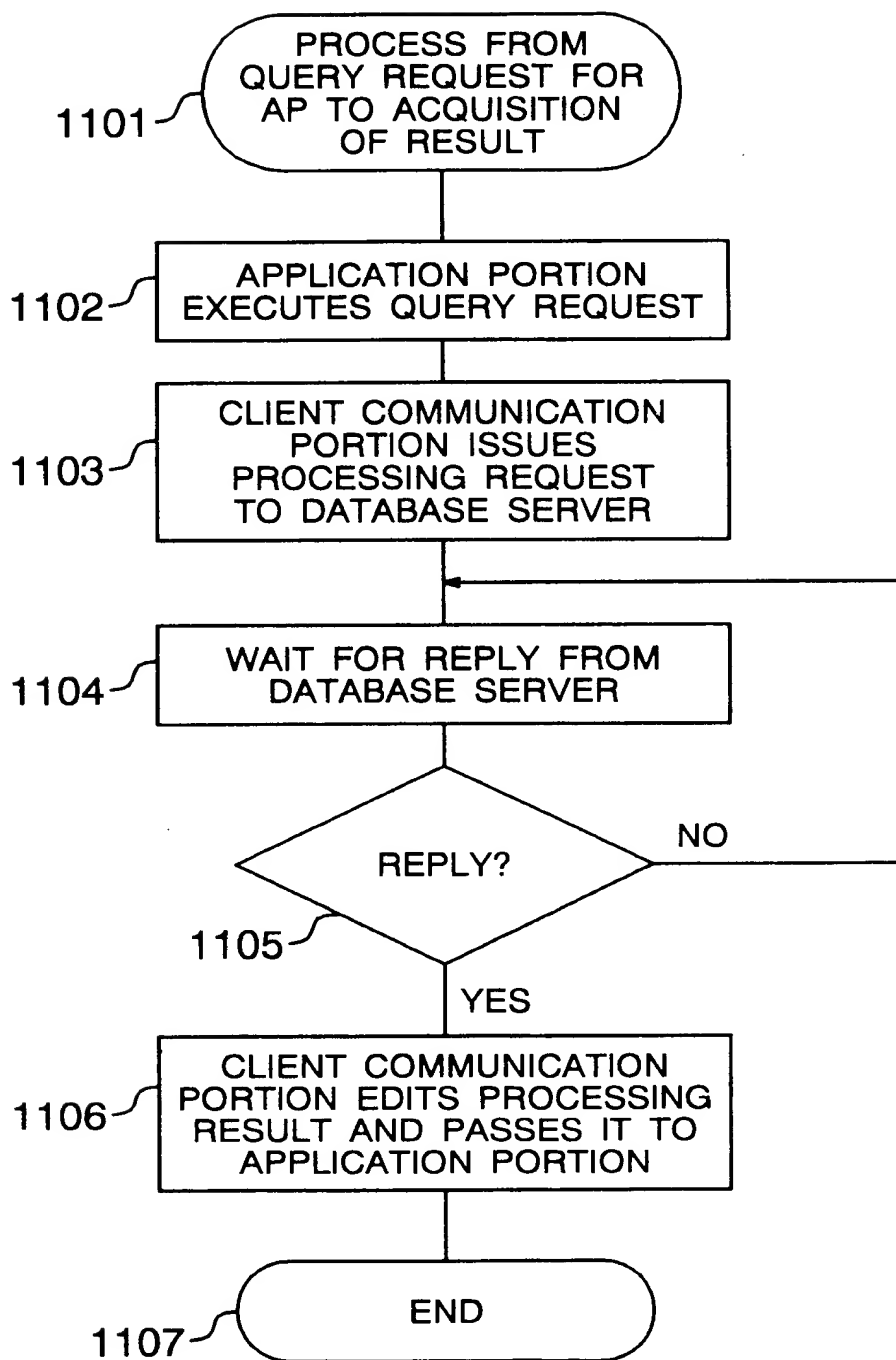 PROCESS FROM
QUERY REQUEST FOR
AP TO ACQUISITION
OF RESULT
1101
APPLICATION PORTION
EXECUTES QUERY REQUEST
1102
CLIENT COMMUNICATION
PORTION ISSUES
PROCESSING REQUEST
TO DATABASE SERVER
1103
WAIT FOR REPLY FROM
DATABASE SERVER
1104
REPLY?
NO
1105
YES
CLIENT COMMUNICATION
PORTION EDITS PROCESSING
RESULT AND PASSES IT TO
APPLICATION PORTION
1106
END
1107